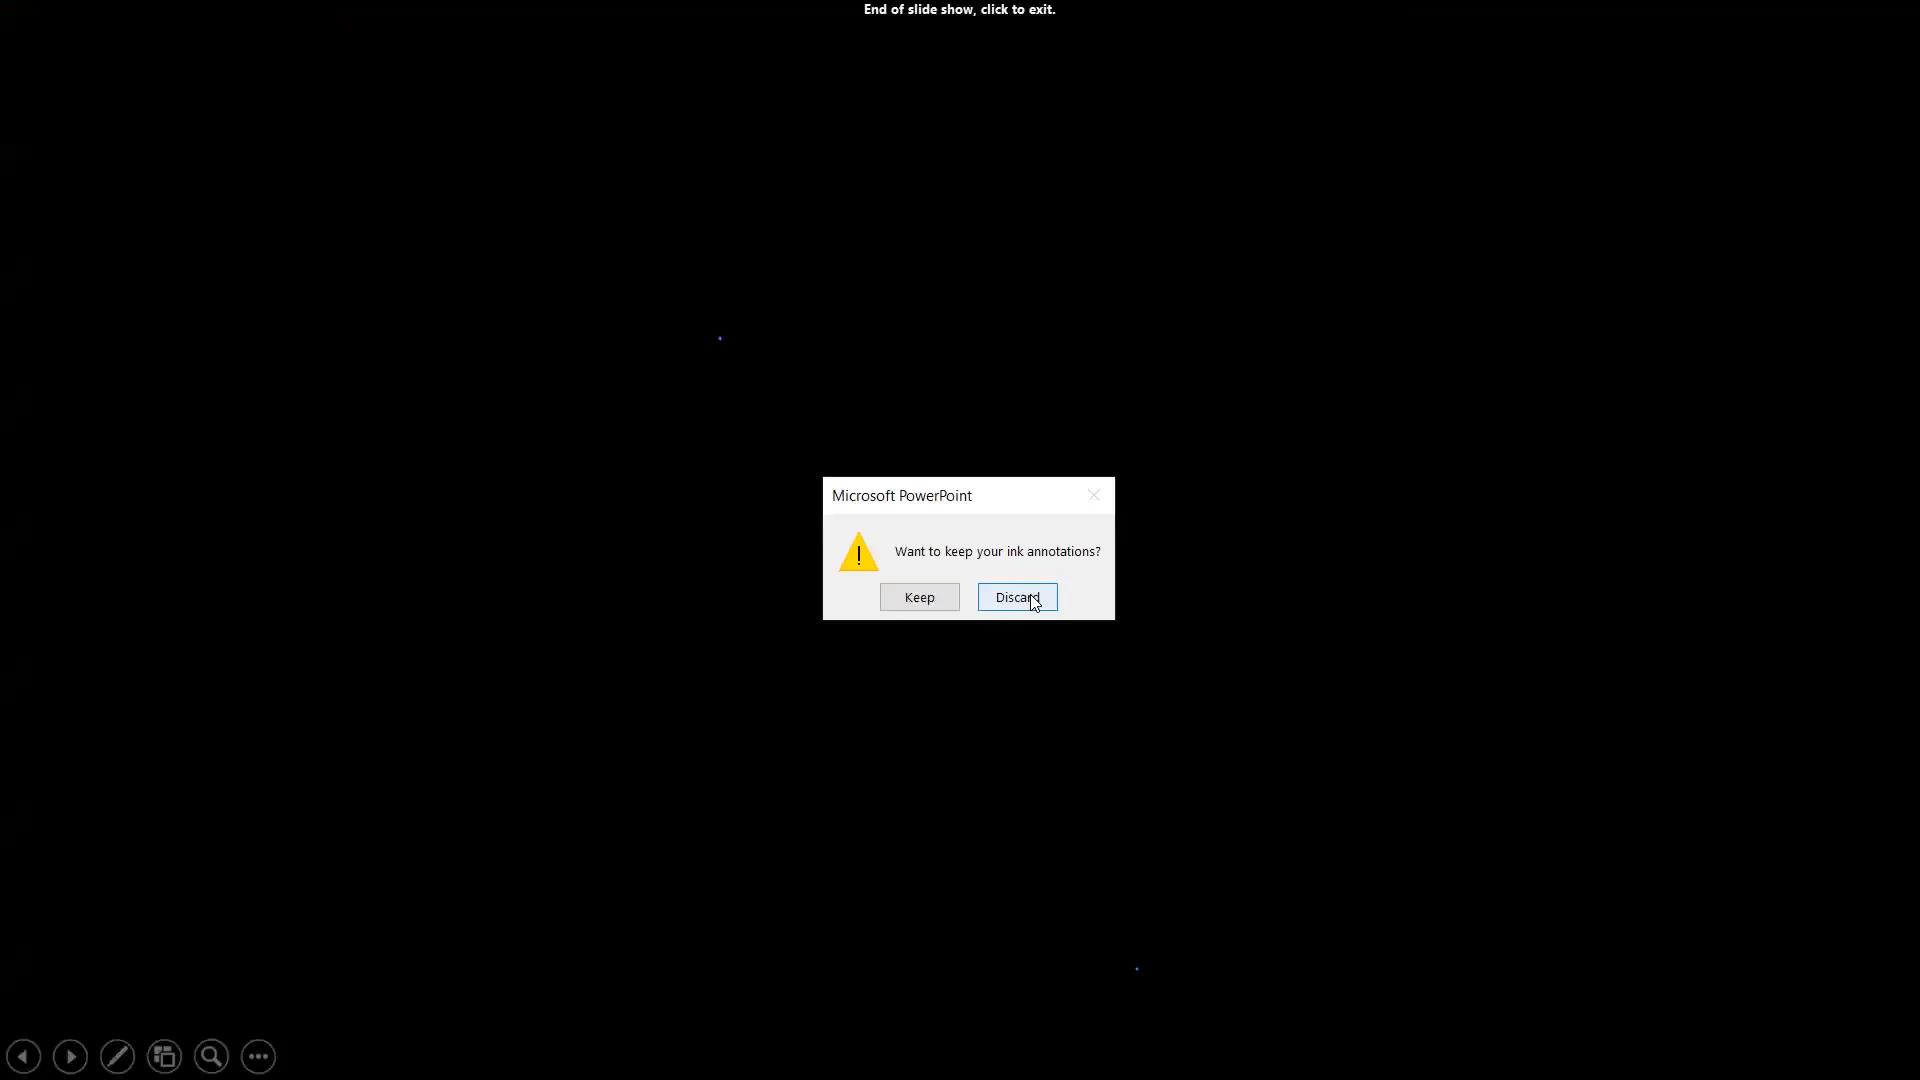 End of slide show, click to exit.
Microsoft PowerPoint
Want to keep your ink annotations?
Keep
Discard